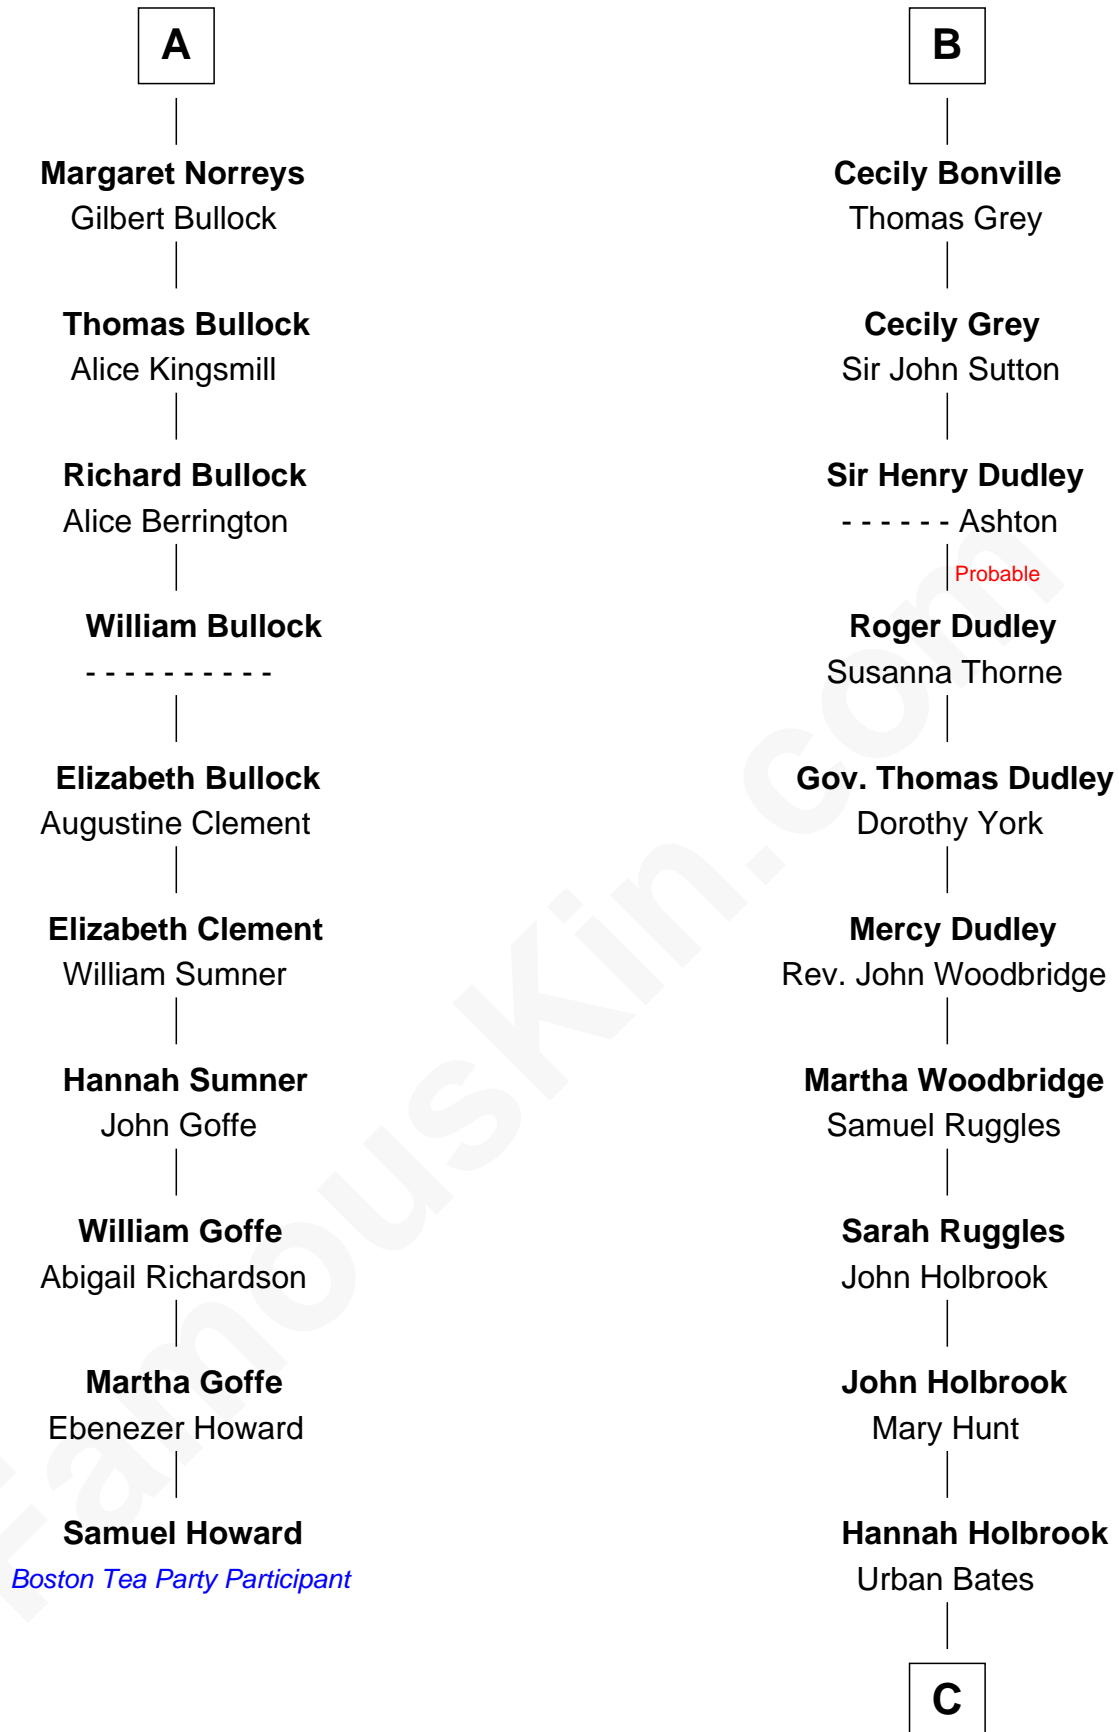 A
Margaret Norreys
Gilbert Bullock
Thomas Bullock
Alice Kingsmill
Richard Bullock
Alice Berrington
William Bullock
- - - - - - - - - -
Elizabeth Bullock
Augustine Clement
Elizabeth Clement
William Sumner
Hannah Sumner
John Goffe
William Goffe
Abigail Richardson
Martha Goffe
Ebenezer Howard
Samuel Howard
Boston Tea Party Participant
B
Cecily Bonville
Thomas Grey
Cecily Grey
Sir John Sutton
Sir Henry Dudley
- - - - - - Ashton
Probable
Roger Dudley
Susanna Thorne
Gov. Thomas Dudley
Dorothy York
Mercy Dudley
Rev. John Woodbridge
Martha Woodbridge
Samuel Ruggles
Sarah Ruggles
John Holbrook
John Holbrook
Mary Hunt
Hannah Holbrook
Urban Bates
C
FamousKin.com